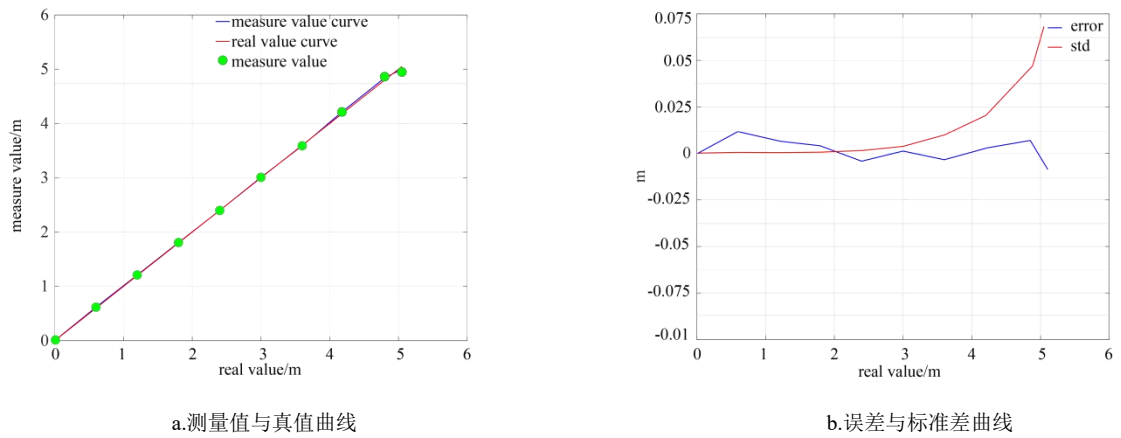 6
5
4
3
2
1
0
measure value/m
measure value curve
real value curve
measure value
0 1 2 3 4 5 6
real value/m
a.测量值与真值曲线
0.075
0.05
0.025
0
-0.025
-0.05
-0.075
-0.01
m
error
std
0 1 2 3 4 5 6
real value/m
b.误差与标准差曲线